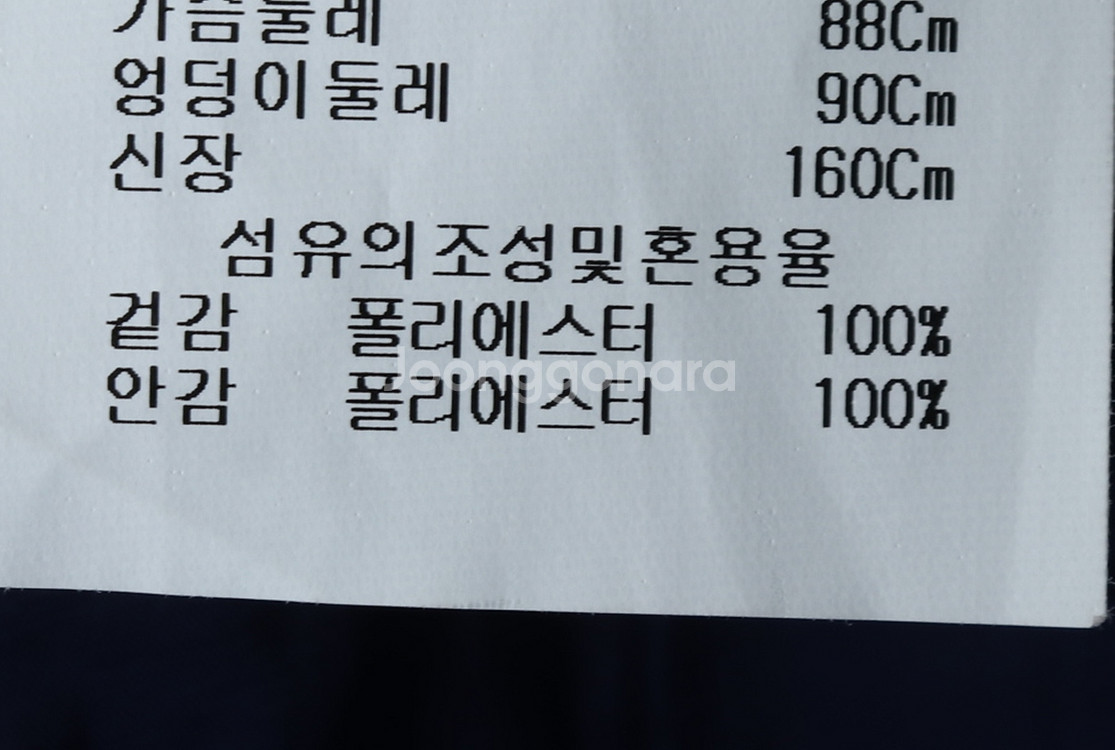 가슴둘레 88Cm
엉덩이둘레 90Cm
신장 160Cm
섬유의조성및혼용율
겉감 폴리에스터 100%
Joonggonara
안감 폴리에스터 100%